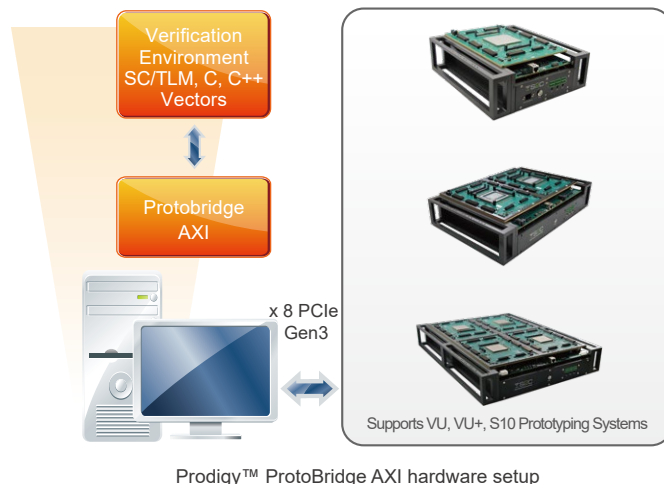 Verification
Environment
SC/TLM, C, C++
Vectors
Protobridge
AXI
x 8 PCIe
Gen3
Supports VU, VU+, S10 Prototyping Systems
Prodigy™ ProtoBridge AXI hardware setup